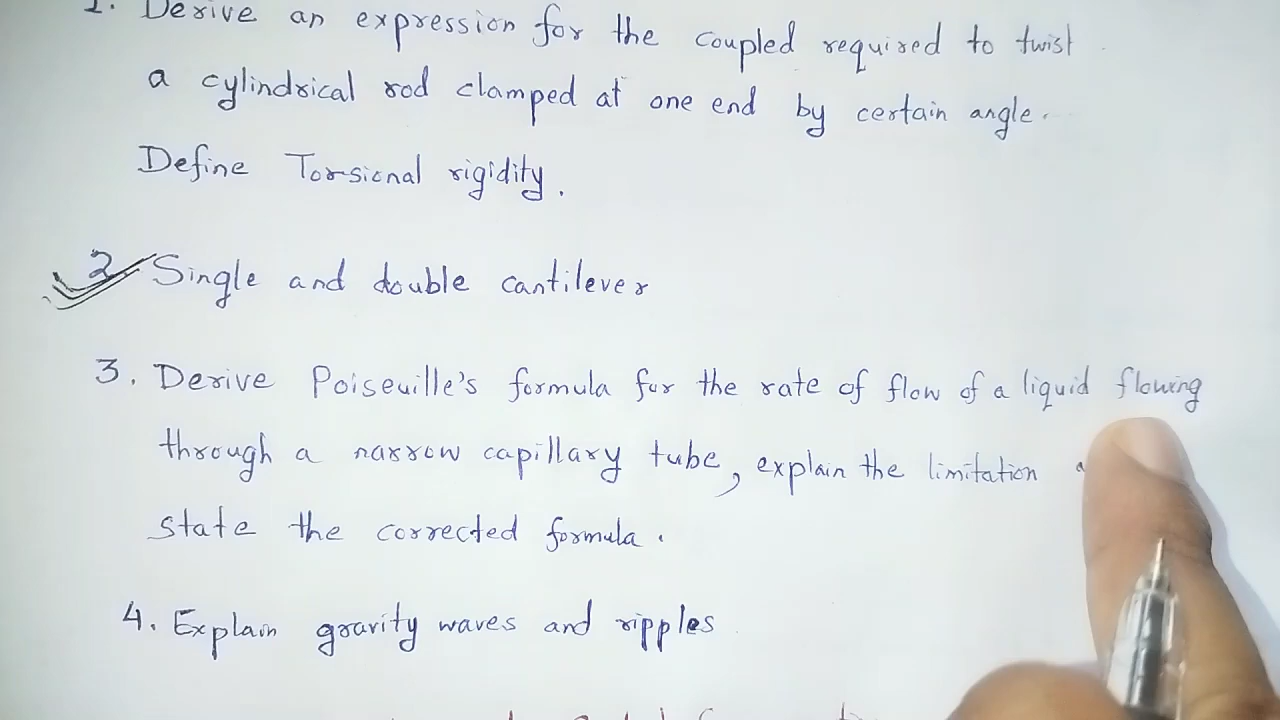 1. Derive an expression for the coupled required to twist
a cylindrical rod clamped at one end by certain angle.
Define Torsional rigidity.
2 Single and double cantilever
3. Derive Poiseuille's formula for the rate of flow of a liquid flowing
through a narrow capillary tube, explain the limitation
state the corrected formula.
4. Explain gravity waves and ripples